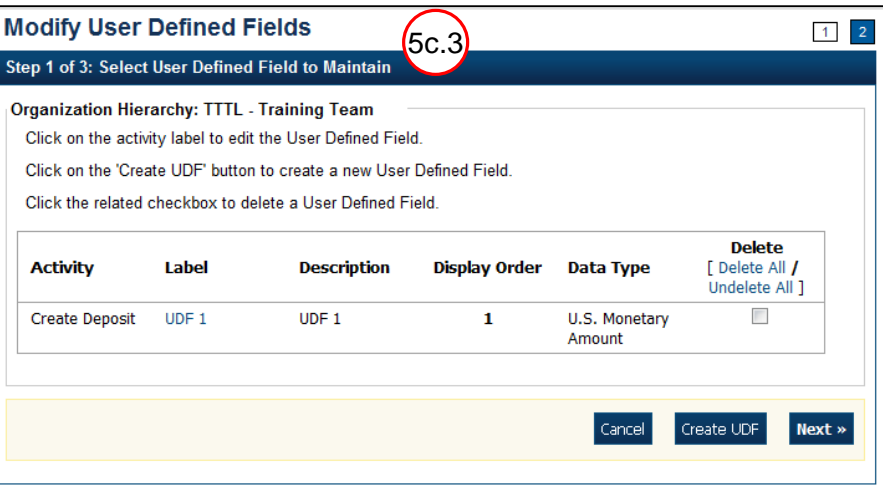 Modify User Defined Fields
5c.3
1 2
Step 1 of 3: Select User Defined Field to Maintain
Organization Hierarchy: TTTL - Training Team
Click on the activity label to edit the User Defined Field.
Click on the 'Create UDF' button to create a new User Defined Field.
Click the related checkbox to delete a User Defined Field.
Activity Label Description Display Order Data Type Delete
[ Delete All /
Undelete All ]
Create Deposit UDF 1 UDF 1 1 U.S. Monetary
Amount
Cancel Create UDF Next »